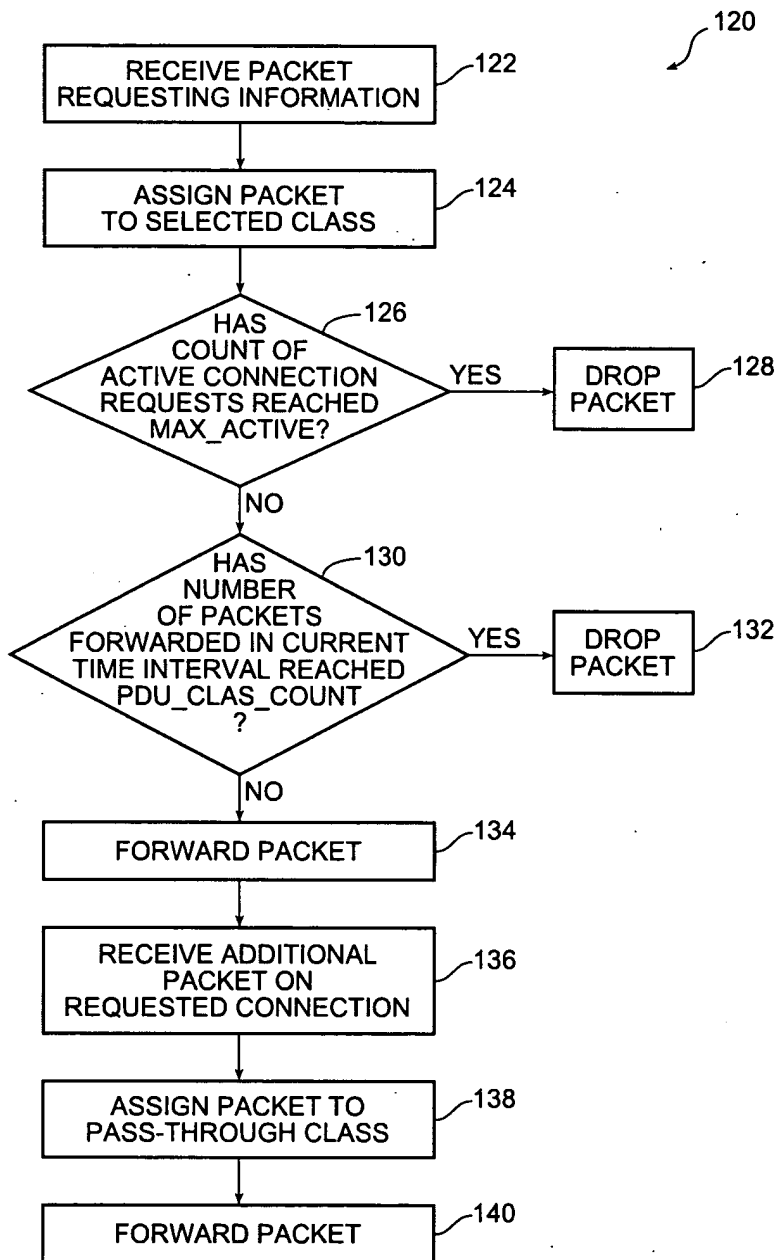 120
RECEIVE PACKET
REQUESTING INFORMATION
122
ASSIGN PACKET
TO SELECTED CLASS
124
HAS
COUNT OF
ACTIVE CONNECTION
REQUESTS REACHED
MAX_ACTIVE?
126
YES
DROP
PACKET
128
NO
HAS
NUMBER
OF PACKETS
FORWARDED IN CURRENT
TIME INTERVAL REACHED
PDU_CLAS_COUNT
?
130
YES
DROP
PACKET
132
NO
FORWARD PACKET
134
RECEIVE ADDITIONAL
PACKET ON
REQUESTED CONNECTION
136
ASSIGN PACKET TO
PASS-THROUGH CLASS
138
FORWARD PACKET
140